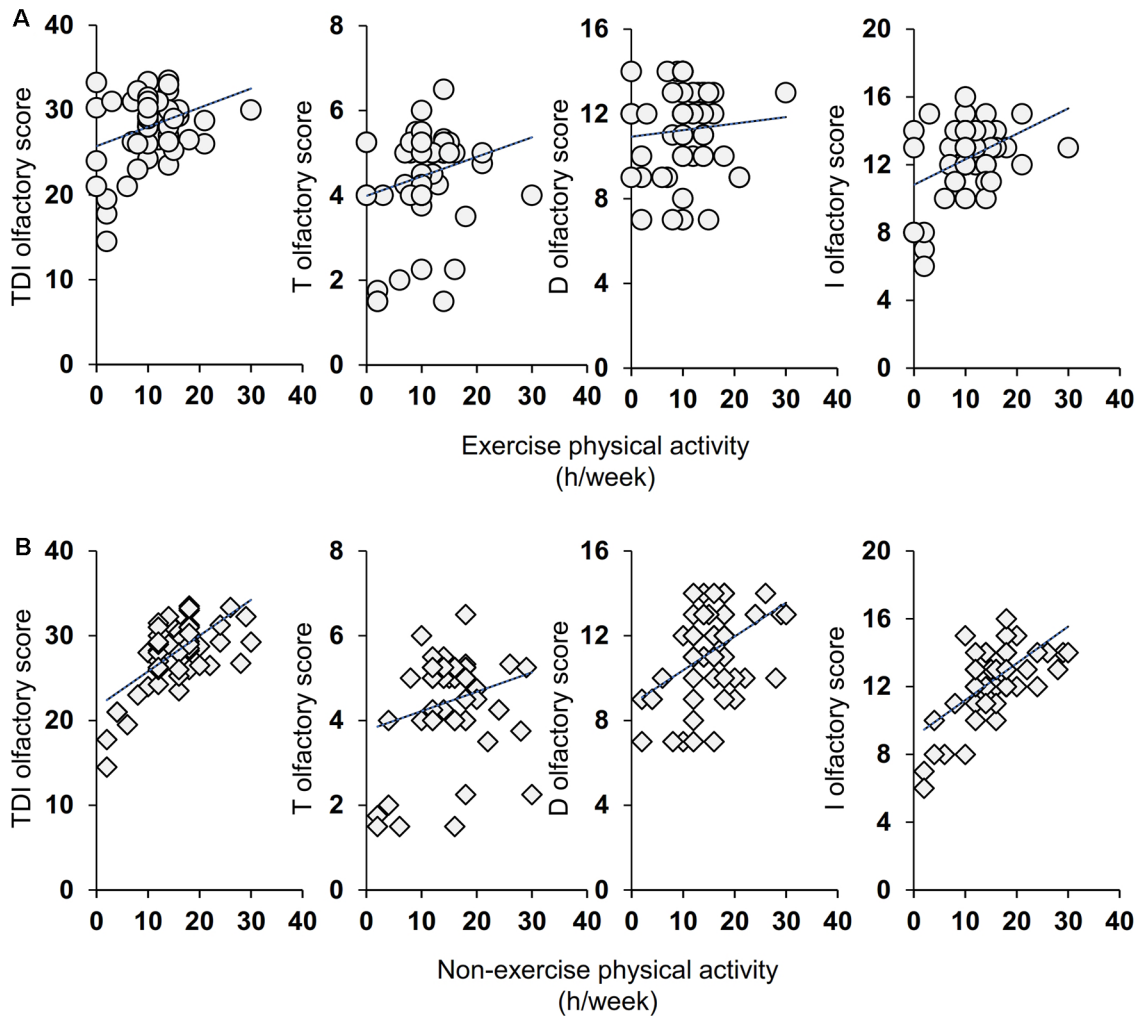 A
TDI olfactory score
40
30
20
10
0
0 10 20 30 40
T olfactory score
8
6
4
2
0
0 10 20 30 40
D olfactory score
16
12
8
4
0
0 10 20 30 40
I olfactory score
20
16
12
8
4
0
0 10 20 30 40
Exercise physical activity
(h/week)
B
TDI olfactory score
40
30
20
10
0
0 10 20 30 40
T olfactory score
8
6
4
2
0
0 10 20 30 40
D olfactory score
16
12
8
4
0
0 10 20 30 40
I olfactory score
20
16
12
8
4
0
0 10 20 30 40
Non-exercise physical activity
(h/week)